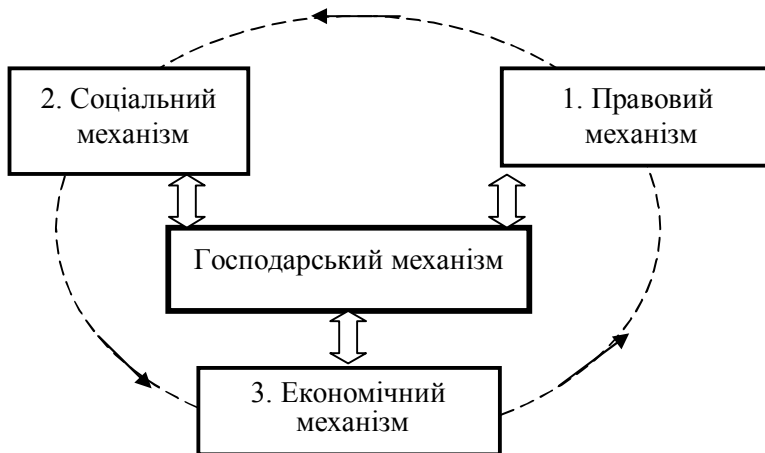 2. Соціальний
механізм
1. Правовий
механізм
Господарський механізм
3. Економічний
механізм